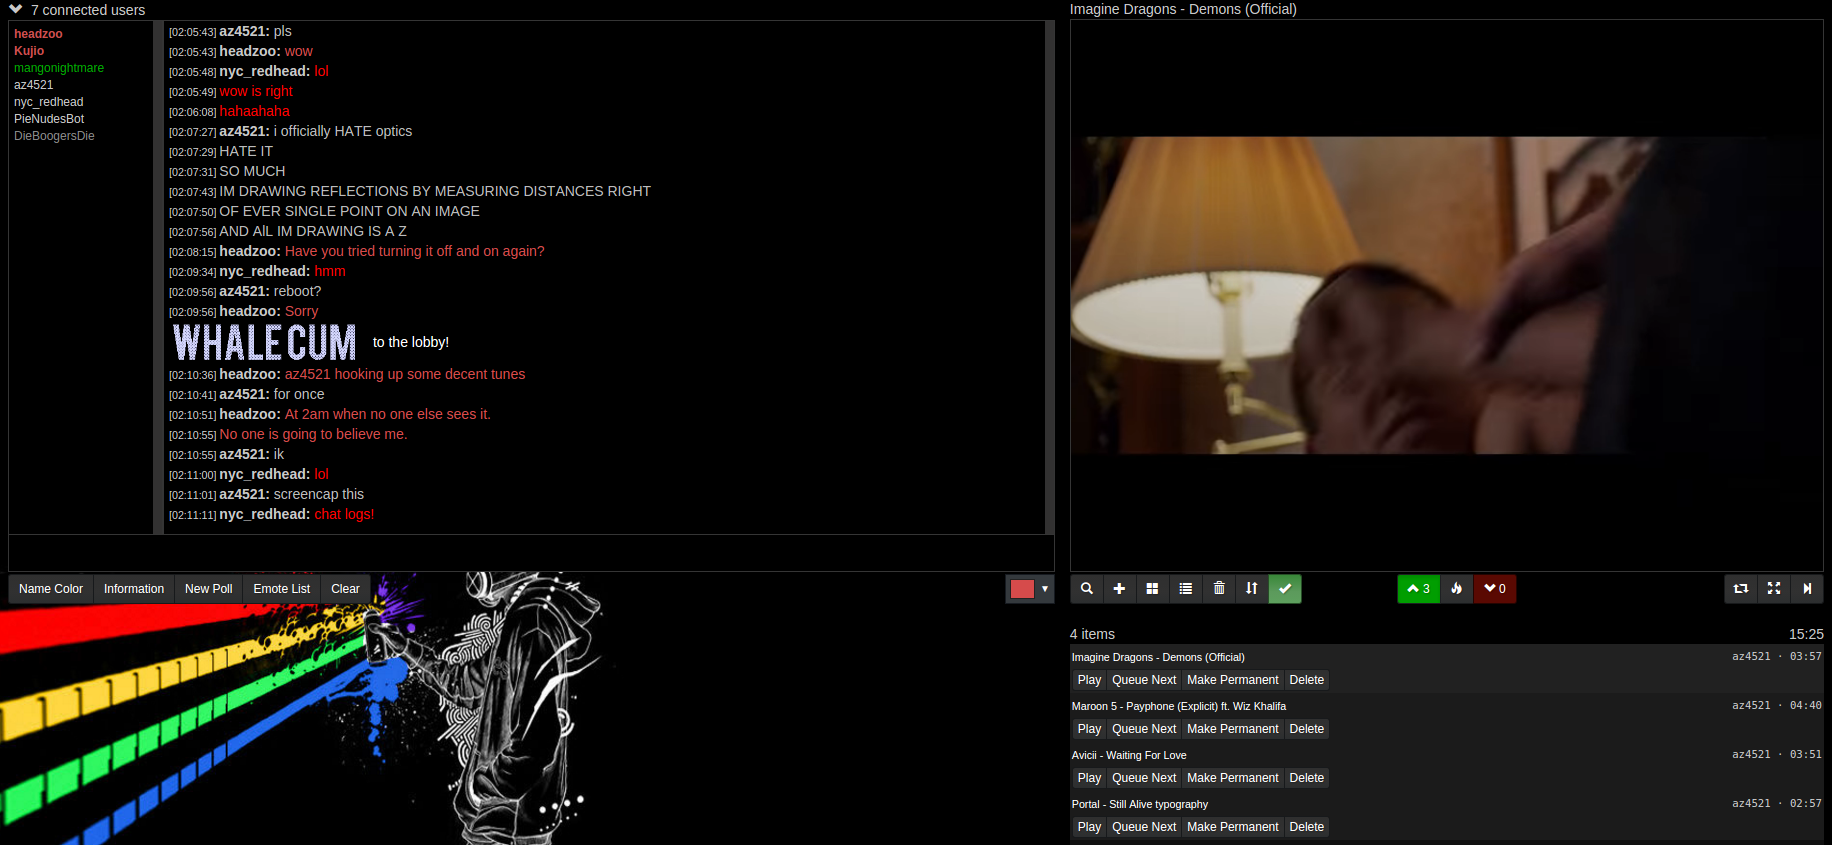 7 connected users
headzoo
Kujio
mangonightmare
az4521
nyc_redhead
PieNudesBot
DieBoogersDie
[02:05:43] az4521: pls
[02:05:43] headzoo: wow
[02:05:48] nyc_redhead: lol
[02:05:49] wow is right
[02:06:08] hahaahaha
[02:07:27] az4521: i officially HATE optics
[02:07:29] HATE IT
[02:07:31] SO MUCH
[02:07:43] IM DRAWING REFLECTIONS BY MEASURING DISTANCES RIGHT
[02:07:50] OF EVER SINGLE POINT ON AN IMAGE
[02:07:56] AND AlL IM DRAWING IS A Z
[02:08:15] headzoo: Have you tried turning it off and on again?
[02:09:34] nyc_redhead: hmm
[02:09:56] az4521: reboot?
[02:09:56] headzoo: Sorry
WHALECUM to the lobby!
[02:10:36] headzoo: az4521 hooking up some decent tunes
[02:10:41] az4521: for once
[02:10:51] headzoo: At 2am when no one else sees it.
[02:10:55] No one is going to believe me.
[02:10:55] az4521: ik
[02:11:00] nyc_redhead: lol
[02:11:01] az4521: screencap this
[02:11:11] nyc_redhead: chat logs!
Name Color Information New Poll Emote List Clear
Imagine Dragons - Demons (Official)
3 0
4 items 15:25
Imagine Dragons - Demons (Official) az4521 · 03:57
Play Queue Next Make Permanent Delete
Maroon 5 - Payphone (Explicit) ft. Wiz Khalifa az4521 · 04:40
Play Queue Next Make Permanent Delete
Avicii - Waiting For Love az4521 · 03:51
Play Queue Next Make Permanent Delete
Portal - Still Alive typography az4521 · 02:57
Play Queue Next Make Permanent Delete